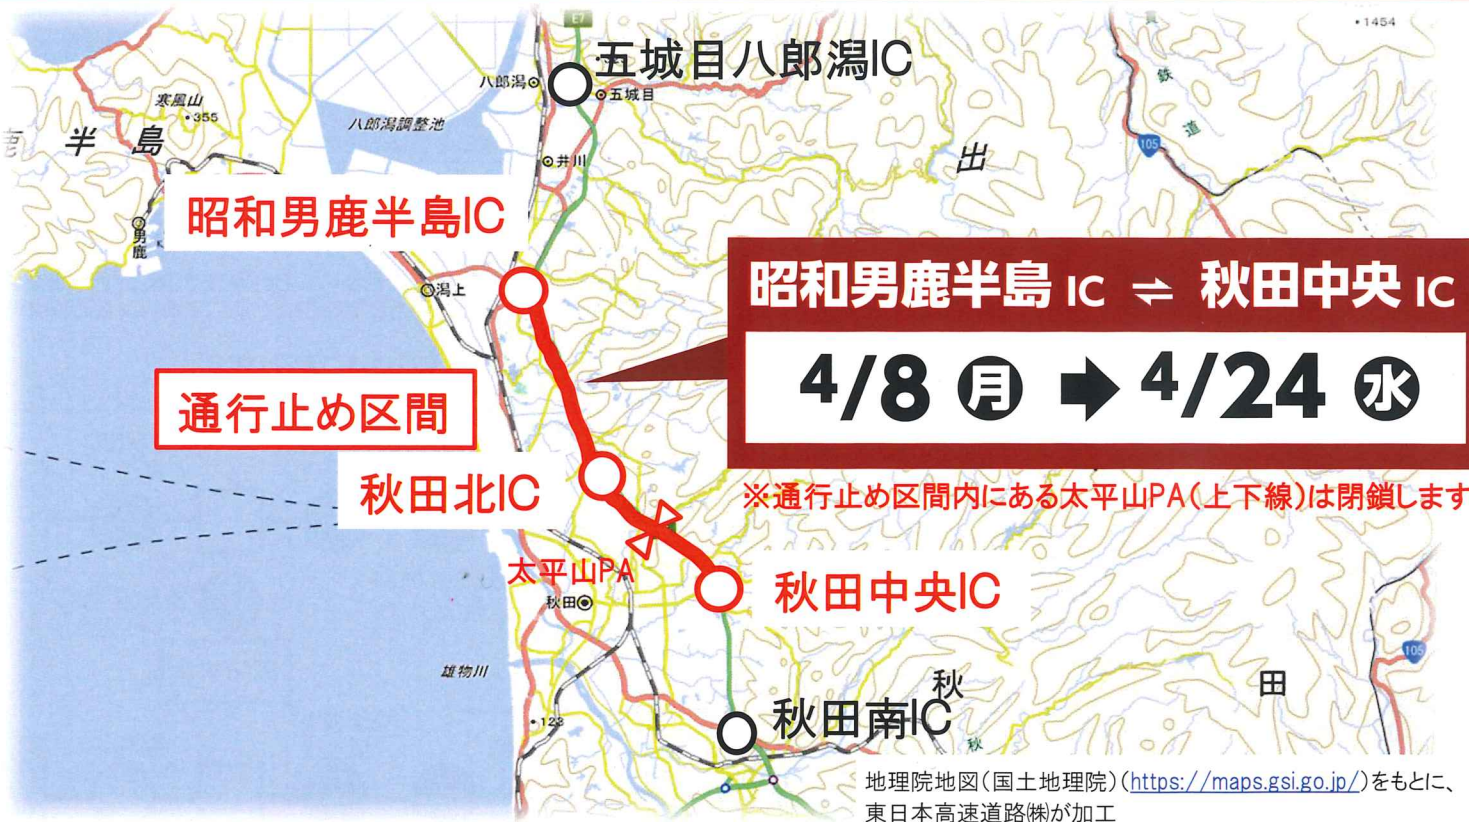 E7
五城目八郎潟IC
・1454
八郎潟
五城目
寒風山
・355
八郎潟調整池
鉄
道
105
半島
井川
出
昭和男鹿半島IC
男鹿
潟上
昭和男鹿半島 IC ⇌ 秋田中央 IC
4/8 月 ➡ 4/24 水
通行止め区間
秋田北IC
※通行止め区間内にある太平山PA(上下線)は閉鎖します
太平山PA
秋田中央IC
秋田
105
雄物川
秋田
・123
秋田南IC
秋
地理院地図(国土地理院)(https://maps.gsi.go.jp/)をもとに、
東日本高速道路㈱が加工